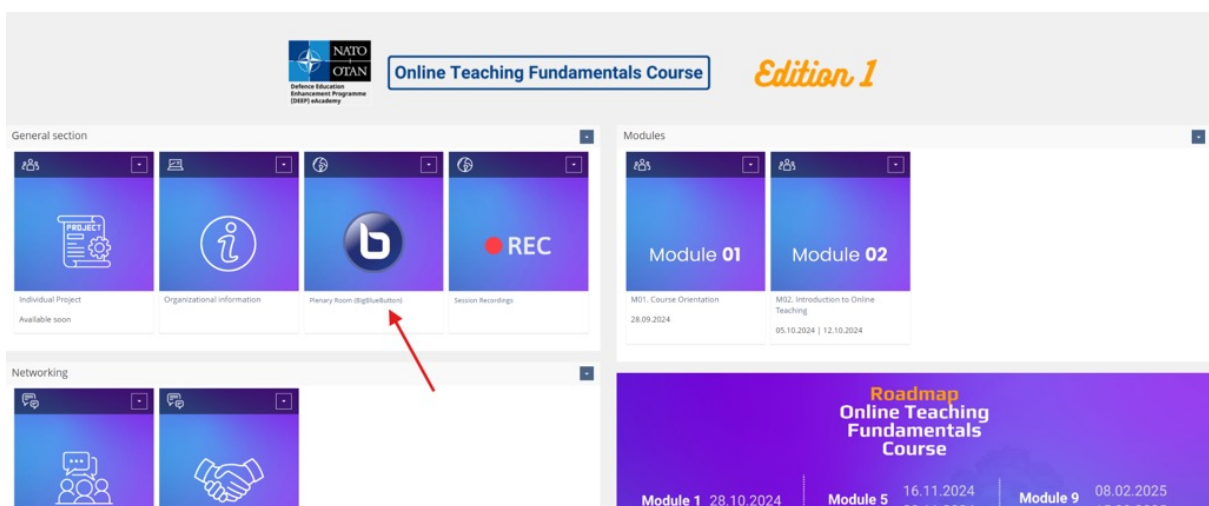 NATO
OTAN
Defence Education
Enhancement Programme
(DEEP) eAcademy
Online Teaching Fundamentals Course
Edition 1
General section
PROJECT
REC
Individual Project
Available soon
Organizational information
Plenary Room (BigBlueButton)
Session Recordings
Modules
Module 01
Module 02
M01. Course Orientation
28.09.2024
M02. Introduction to Online
Teaching
05.10.2024 | 12.10.2024
Networking
Roadmap
Online Teaching
Fundamentals
Course
Module 1 28.10.2024
Module 5 16.11.2024
Module 9 08.02.2025